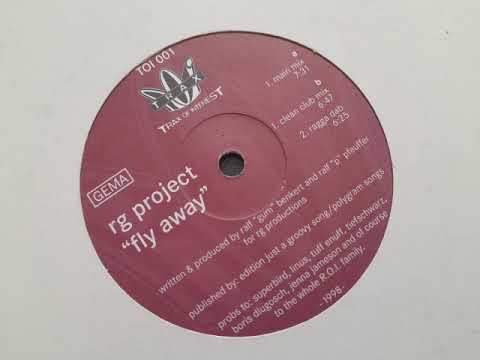 TOI 001
TRAX
TRAX OF INTEREST
a
1. main mix
7:31
b
1. clean club mix
6:47
2. ragga dab
6:25
GEMA
rg project
"fly away"
written & produced by ralf "gum" benkert and ralf "p" pfeuffer
for rg productions
published by: edition just a groovy song/polygram songs
probs to: superbird, linus, tuff enuff, tiefschwarz,
boris dlugosch, jenna jameson and of course
to the whole R.O.I. family.
- 1998 -